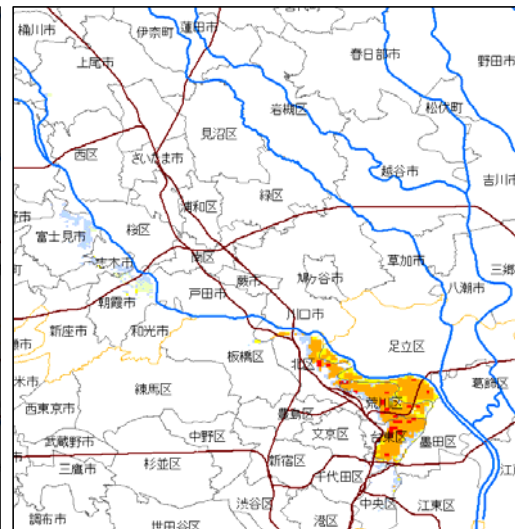 桶川市
伊奈町
蓮田市
春日部市
野田市
上尾市
岩槻区
松伏町
見沼区
西区
さいたま市
越谷市
吉川市
緑区
浦和区
富士見市
桜区
南区
草加市
三郷
志木市
蕨市
鳩ヶ谷市
八潮市
戸田市
朝霞市
川口市
新座市
和光市
足立区
板橋区
北区
葛飾区
米市
練馬区
荒川区
西東京市
豊島区
文京区
台東区
墨田区
中野区
武蔵野市
三鷹市
杉並区
新宿区
千代田区
渋谷区
中央区
江東区
調布市
世田谷区
港区